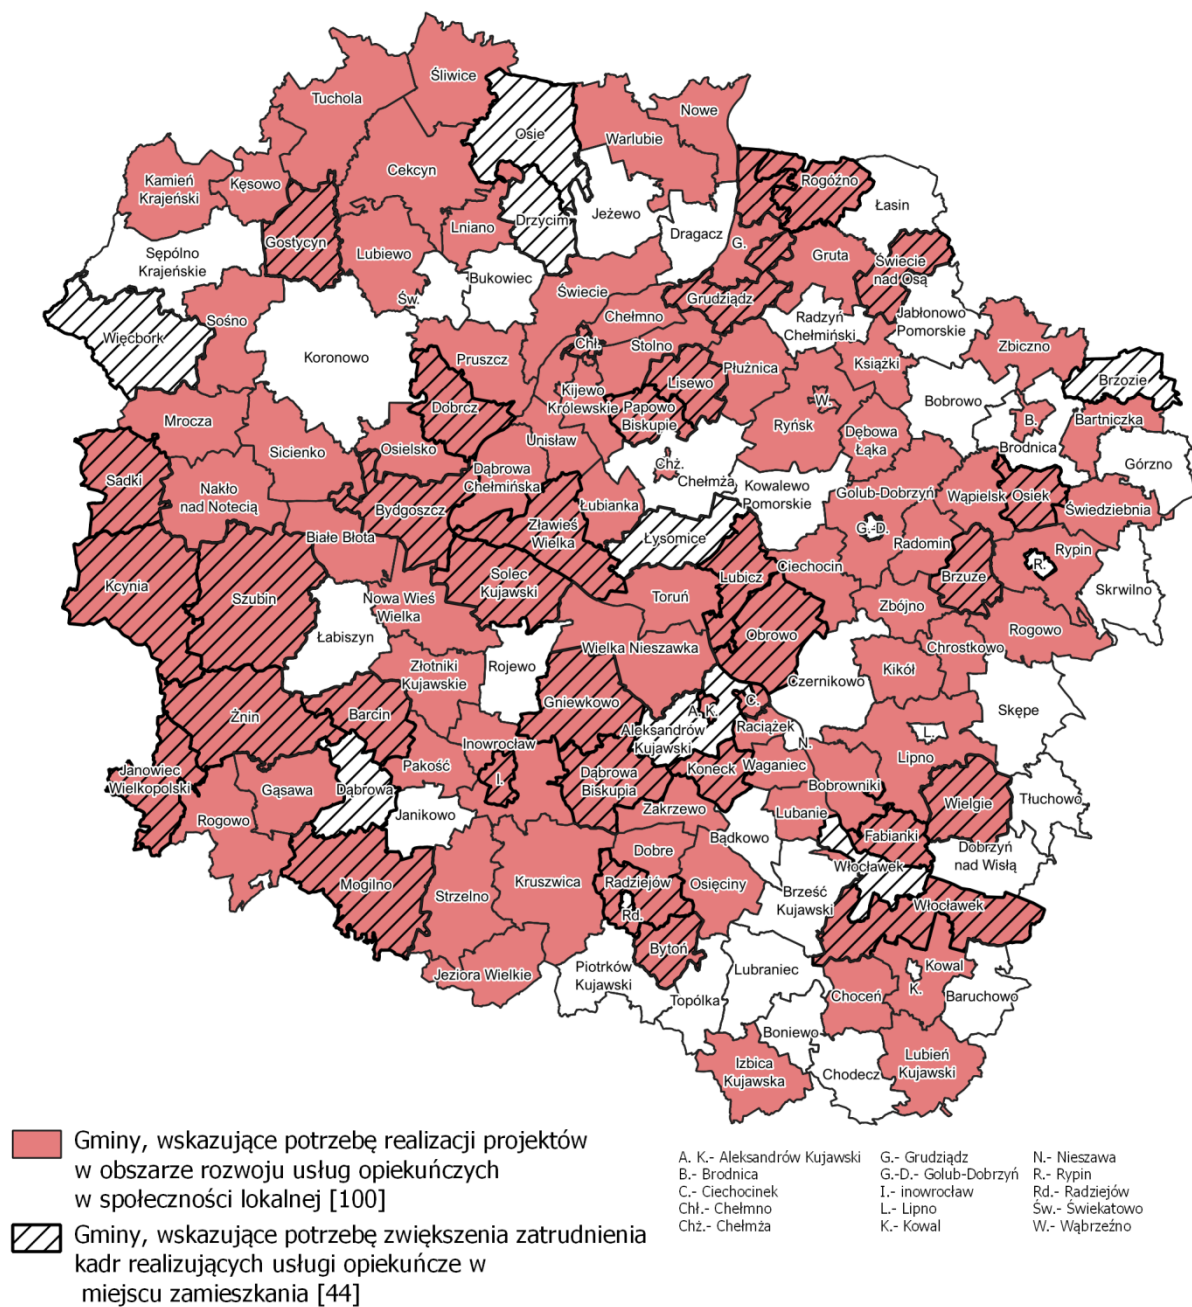 Śliwice
Tuchola
Nowe
Osie
Warlubie
Cekcyn
Kamień
Krajeński
Kęsowo
Rogóźno
Łasin
Drzycim
Jeżewo
Lniano
Dragacz
Gostycyn
G.
Sępólno
Krajeńskie
Lubiewo
Bukowiec
Gruta
Świecie
nad Osą
Św.
Świecie
Grudziądz
Sośno
Chełmno
Radzyń
Chełmiński
Jabłonowo
Pomorskie
Więcbork
Koronowo
Chł.
Stolno
Zbiczno
Pruszcz
Płużnica
Książki
Brzozie
Kijewo
Królewskie
Lisewo
W.
Bobrowo
Dobrcz
Papowo
Biskupie
Mrocza
Ryńsk
B.
Bartniczka
Unisław
Dębowa
Łąka
Brodnica
Sicienko
Osielsko
Górzno
Chż.
Chełmża
Sadki
Dąbrowa
Chełmińska
Kowalewo
Pomorskie
Golub-Dobrzyń
Wąpielsk
Osiek
Nakło
nad Notecią
Łubianka
Świedziebnia
Bydgoszcz
Zławieś
Wielka
G.-D.
Białe Błota
Łysomice
Radomin
Rypin
R.
Ciechocin
Solec
Kujawski
Lubicz
Brzuze
Kcynia
Szubin
Skrwilno
Nowa Wieś
Wielka
Toruń
Zbójno
Łabiszyn
Rogowo
Obrowo
Wielka Nieszawka
Chrostkowo
Złotniki
Kujawskie
Rojewo
Kikół
Czernikowo
Gniewkowo
C.
Skępe
Żnin
Barcin
A. K.
Aleksandrów
Kujawski
Raciążek
L.
N.
Inowrocław
Lipno
Pakość
Koneck
Waganiec
Janowiec
Wielkopolski
Dąbrowa
Biskupia
I.
Bobrowniki
Gąsawa
Dąbrowa
Wielgie
Tłuchowo
Zakrzewo
Lubanie
Janikowo
Rogowo
Fabianki
Bądkowo
Dobre
Dobrzyń
nad Wisłą
Włocławek
Mogilno
Kruszwica
Radziejów
Osięciny
Brześć
Kujawski
Strzelno
Włocławek
Rd.
Bytoń
Kowal
Piotrków
Kujawski
Lubraniec
Jeziora Wielkie
K.
Choceń
Baruchowo
Topólka
Boniewo
Izbica
Kujawska
Lubień
Kujawski
Chodecz
Gminy, wskazujące potrzebę realizacji projektów
w obszarze rozwoju usług opiekuńczych
w społeczności lokalnej [100]
Gminy, wskazujące potrzebę zwiększenia zatrudnienia
kadr realizujących usługi opiekuńcze w
miejscu zamieszkania [44]
A. K.- Aleksandrów Kujawski
B.- Brodnica
C.- Ciechocinek
Chł.- Chełmno
Chż.- Chełmża
G.- Grudziądz
G.-D.- Golub-Dobrzyń
I.- inowrocław
L.- Lipno
K.- Kowal
N.- Nieszawa
R.- Rypin
Rd.- Radziejów
Św.- Świekatowo
W.- Wąbrzeźno